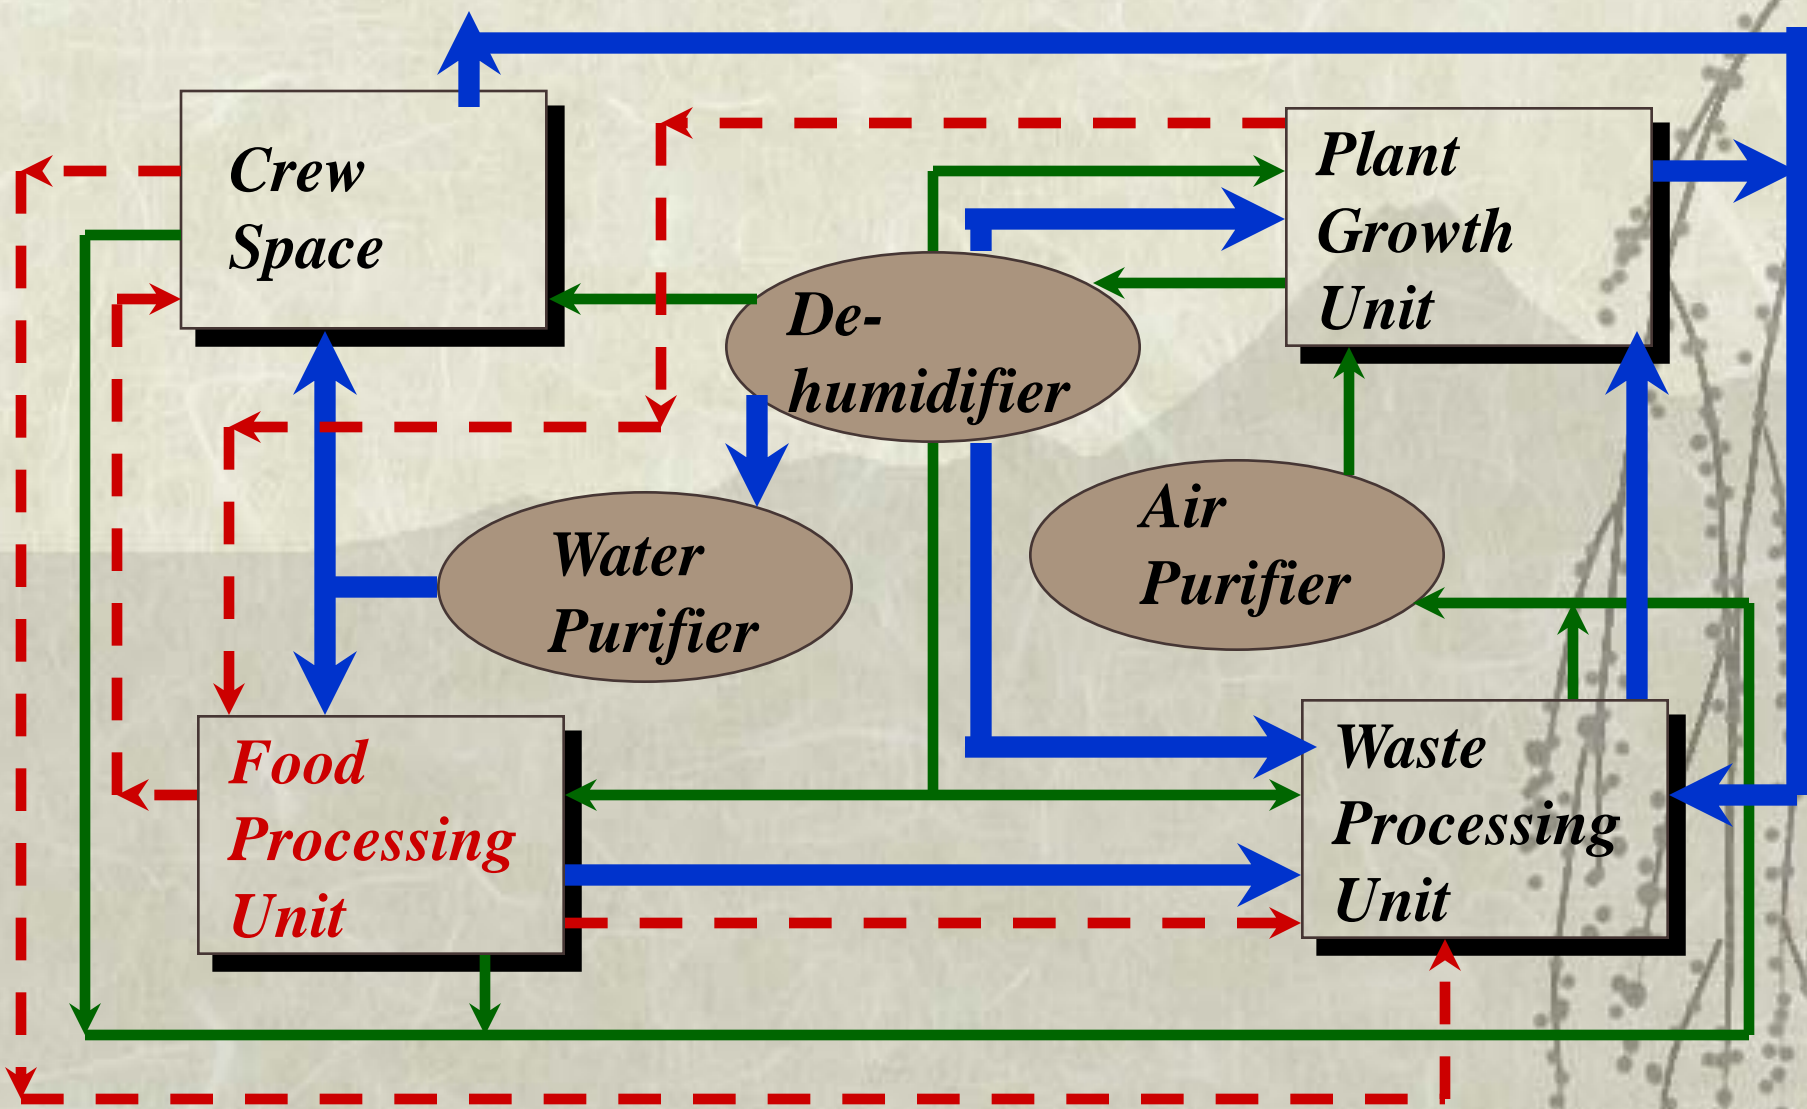 Crew
Space
Plant
Growth
Unit
De-
humidifier
Air
Purifier
Water
Purifier
Food
Processing
Unit
Waste
Processing
Unit